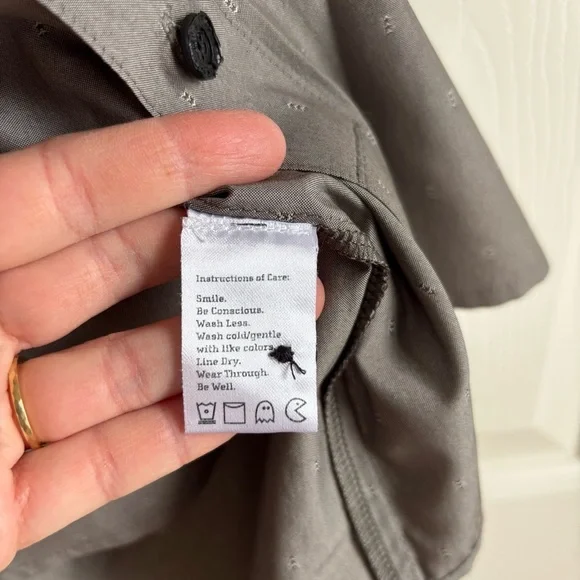 Instructions of Care:
Smile.
Be Conscious.
Wash Less.
Wash cold/gentle
with like colors.
Line Dry.
Wear Through.
Be Well.